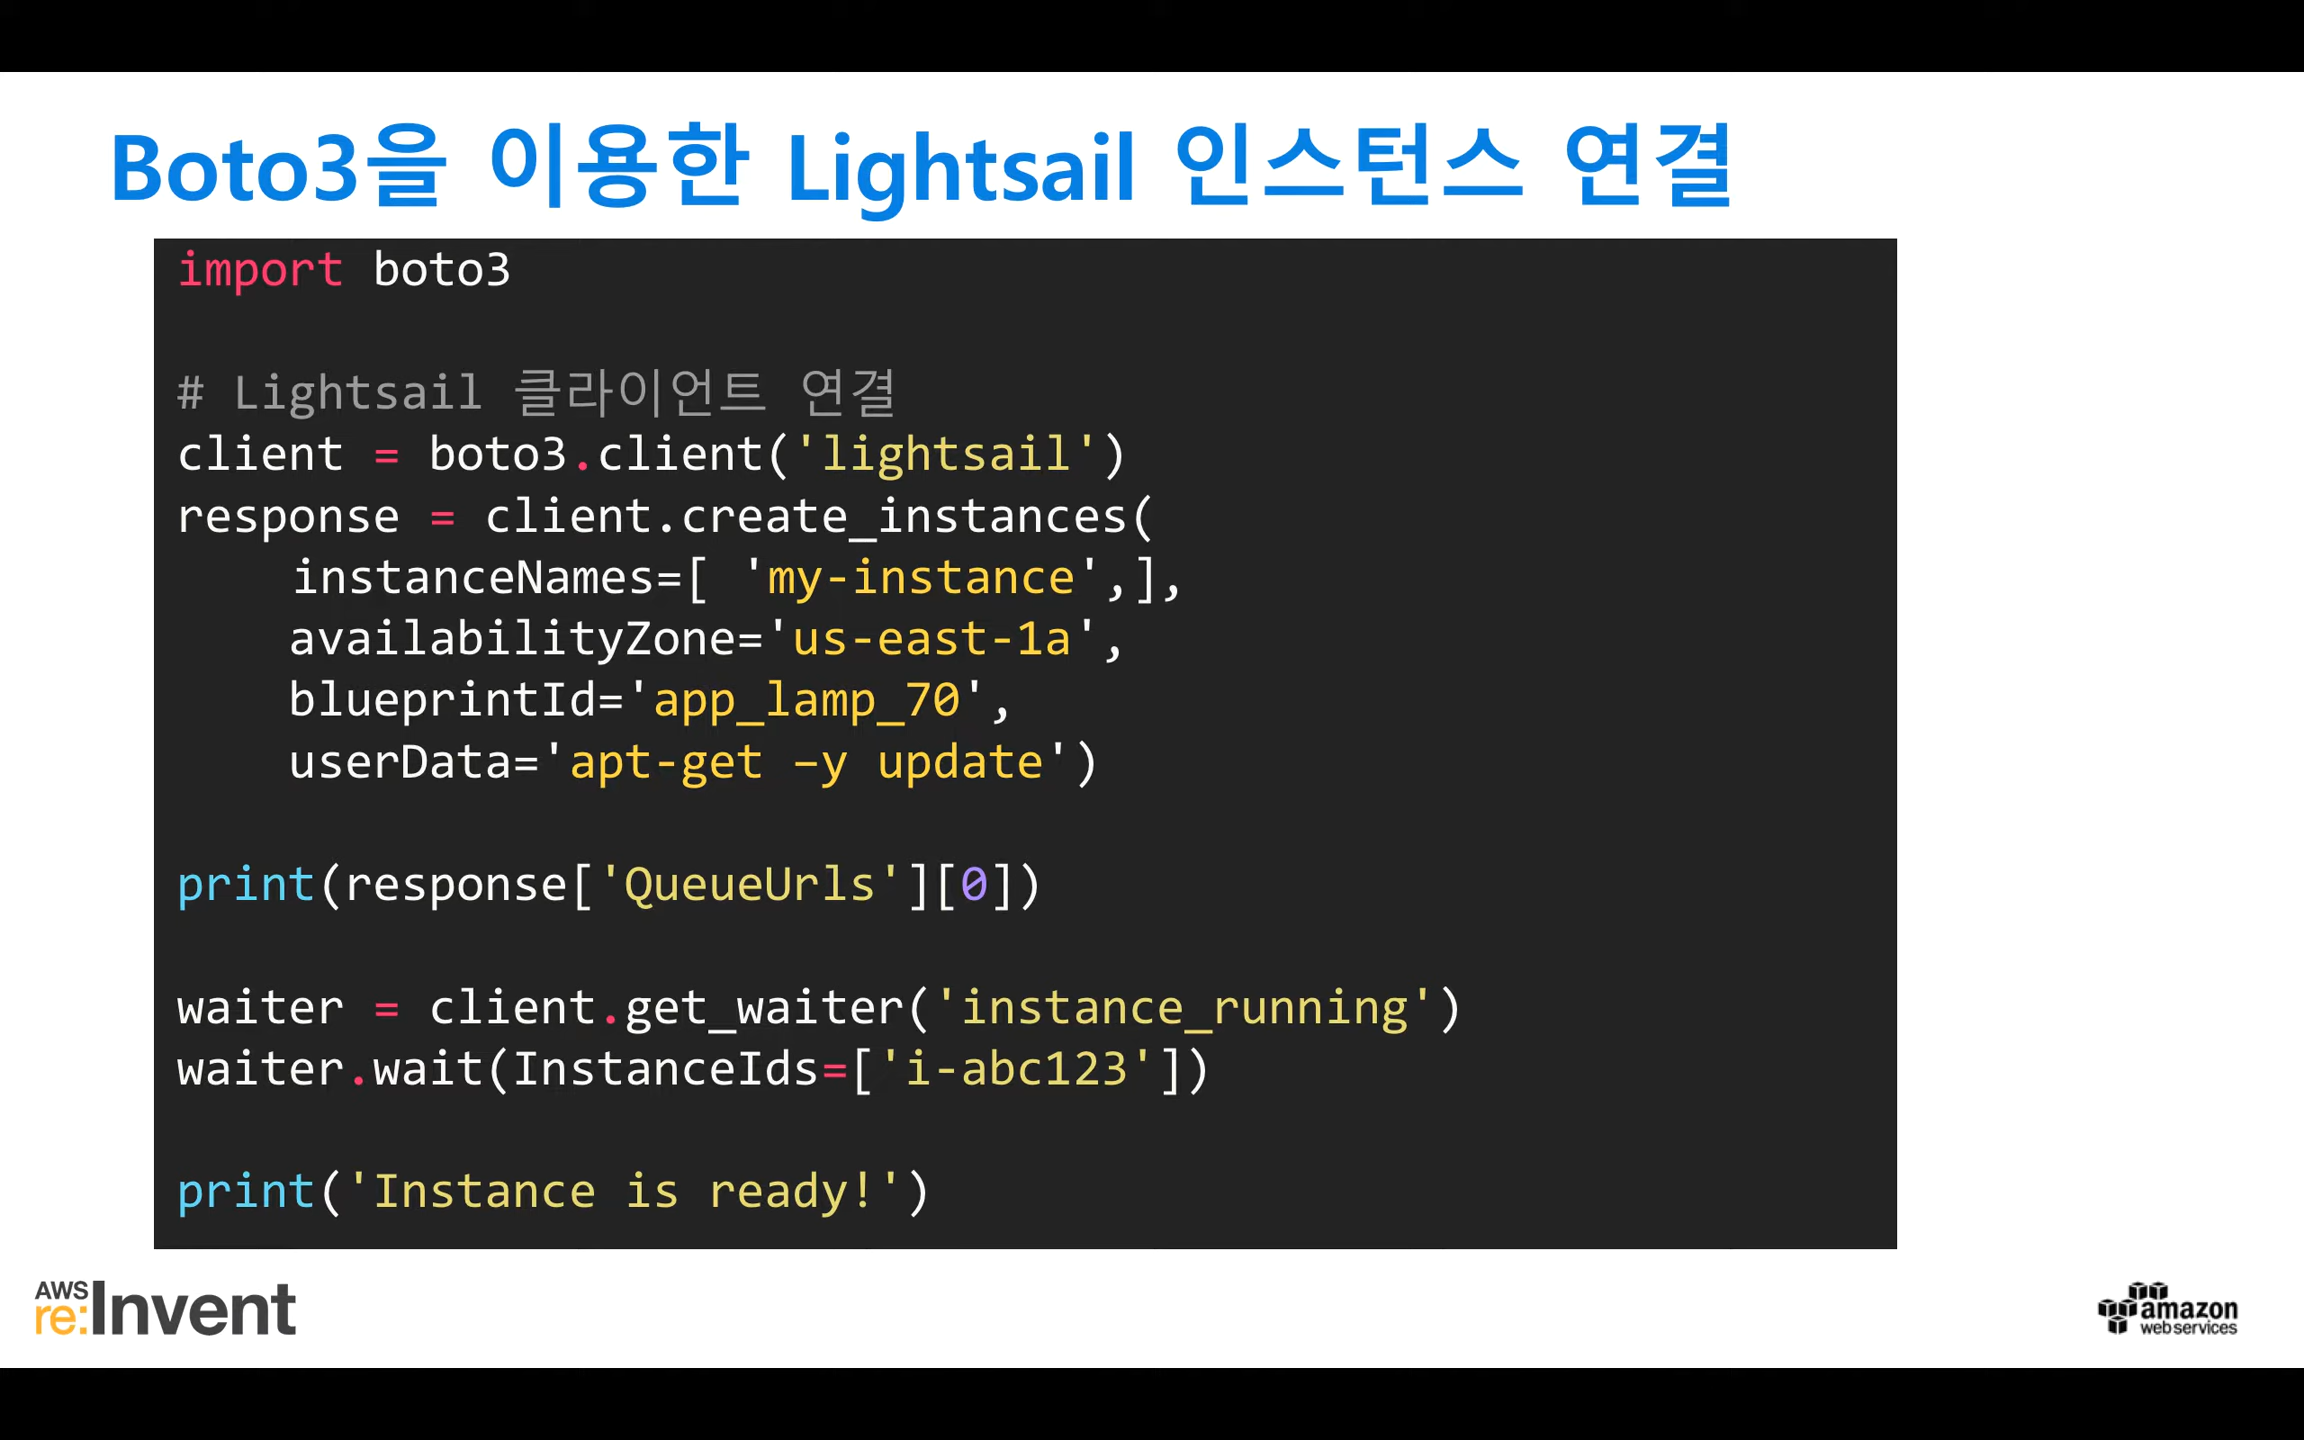 Boto3을 이용한 Lightsail 인스턴스 연결
import boto3
# Lightsail 클라이언트 연결
client = boto3.client('lightsail')
response = client.create_instances(
    instanceNames=[ 'my-instance',],
    availabilityZone='us-east-1a',
    blueprintId='app_lamp_70',
    userData='apt-get –y update')
print(response['QueueUrls'][0])
waiter = client.get_waiter('instance_running')
waiter.wait(InstanceIds=['i-abc123'])
print('Instance is ready!')
AWS
re:Invent
amazon
web services